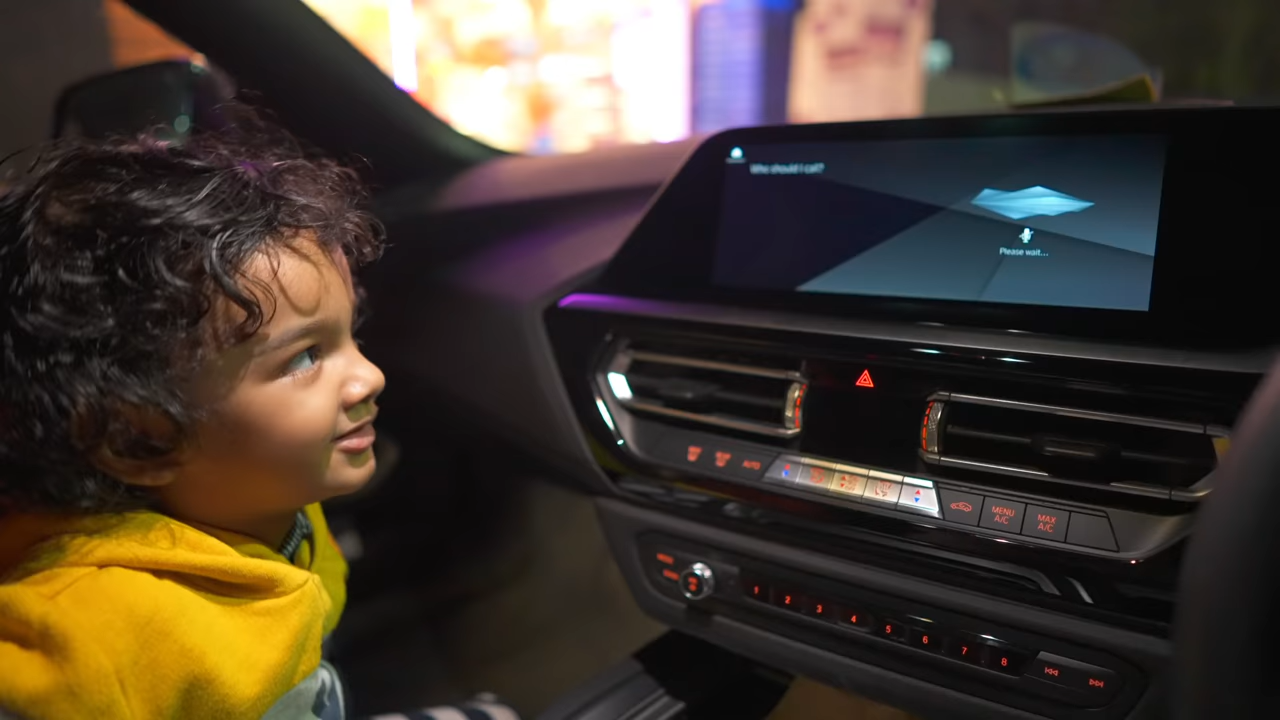 Who should I call?
Please wait...
AUTO
MENU
A/C
MAX
A/C
1 2 3 4 5 6 7 8